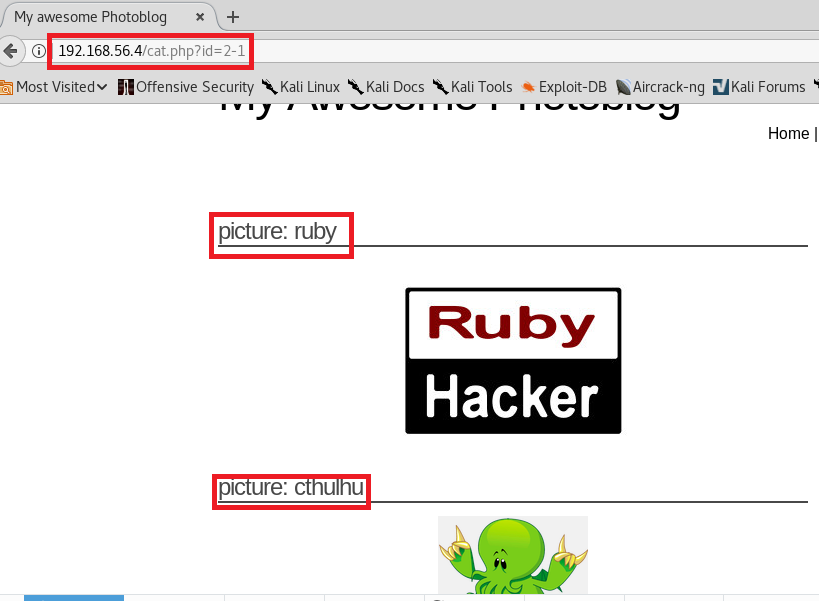 My awesome Photoblog
192.168.56.4/cat.php?id=2-1
Most Visited Offensive Security Kali Linux Kali Docs Kali Tools Exploit-DB Aircrack-ng Kali Forums
My Awesome Photoblog
Home |
picture: ruby
Ruby
Hacker
picture: cthulhu